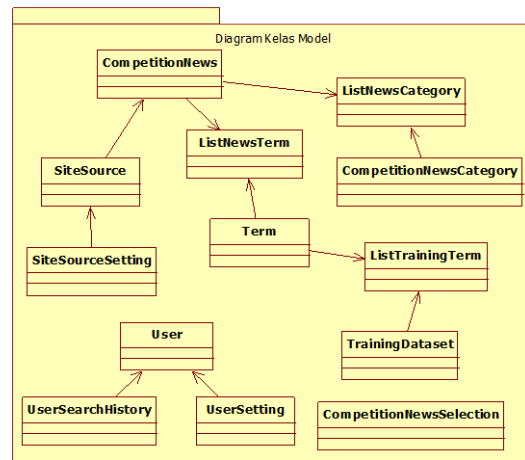 Diagram Kelas Model
CompetitionNews
ListNewsCategory
ListNewsTerm
SiteSource
CompetitionNewsCategory
Term
SiteSourceSetting
ListTrainingTerm
User
TrainingDataset
UserSearchHistory
UserSetting
CompetitionNewsSelection